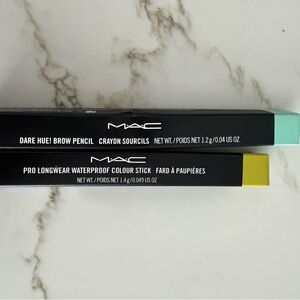 MAC
DARE HUE! BROW PENCIL CRAYON SOURCILS NET WT. / POIDS NET 1.2 g / 0.04 US OZ
MAC
PRO LONGWEAR WATERPROOF COLOUR STICK FARD À PAUPIÈRES
NET WT. / POIDS NET 1.4 g / 0.049 US OZ